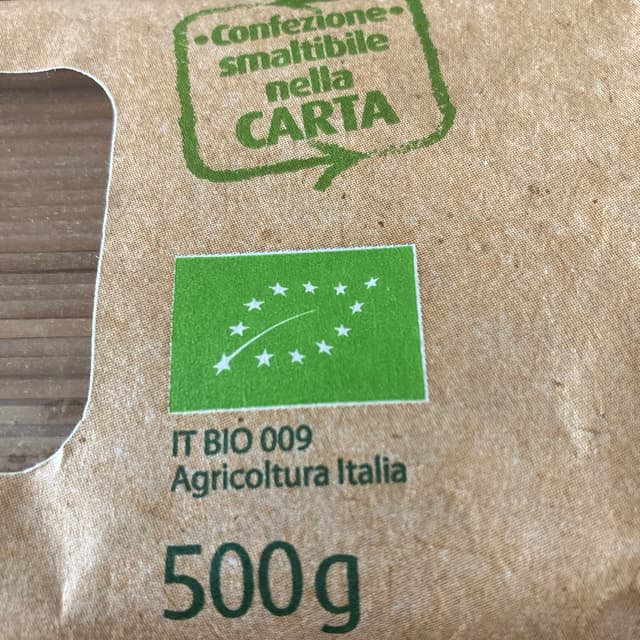 •Confezione•
smaltibile
nella
CARTA
IT BIO 009
Agricoltura Italia
500g